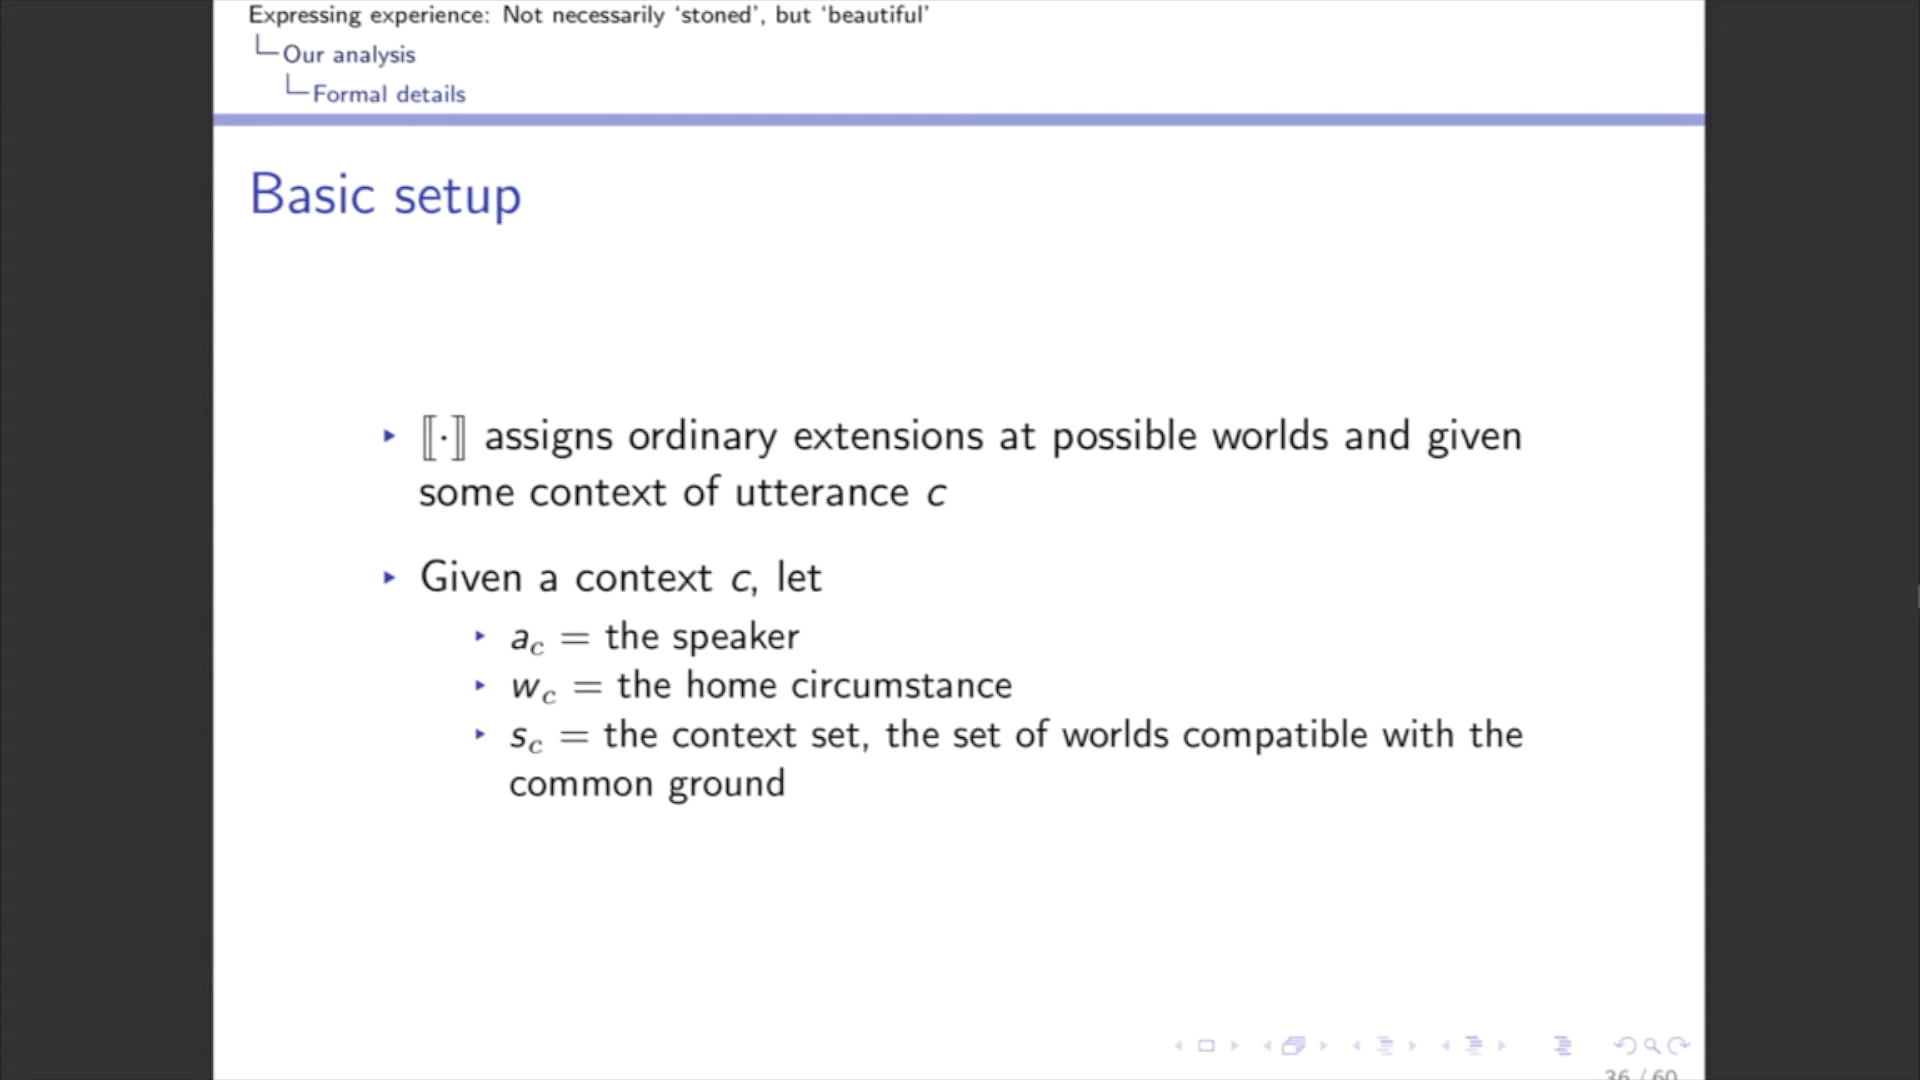 Expressing experience: Not necessarily ‘stoned’, but ‘beautiful’
Our analysis
Formal details
Basic setup
⟦·⟧ assigns ordinary extensions at possible worlds and given
some context of utterance c
Given a context c, let
a_c = the speaker
w_c = the home circumstance
s_c = the context set, the set of worlds compatible with the
common ground
36 / 60